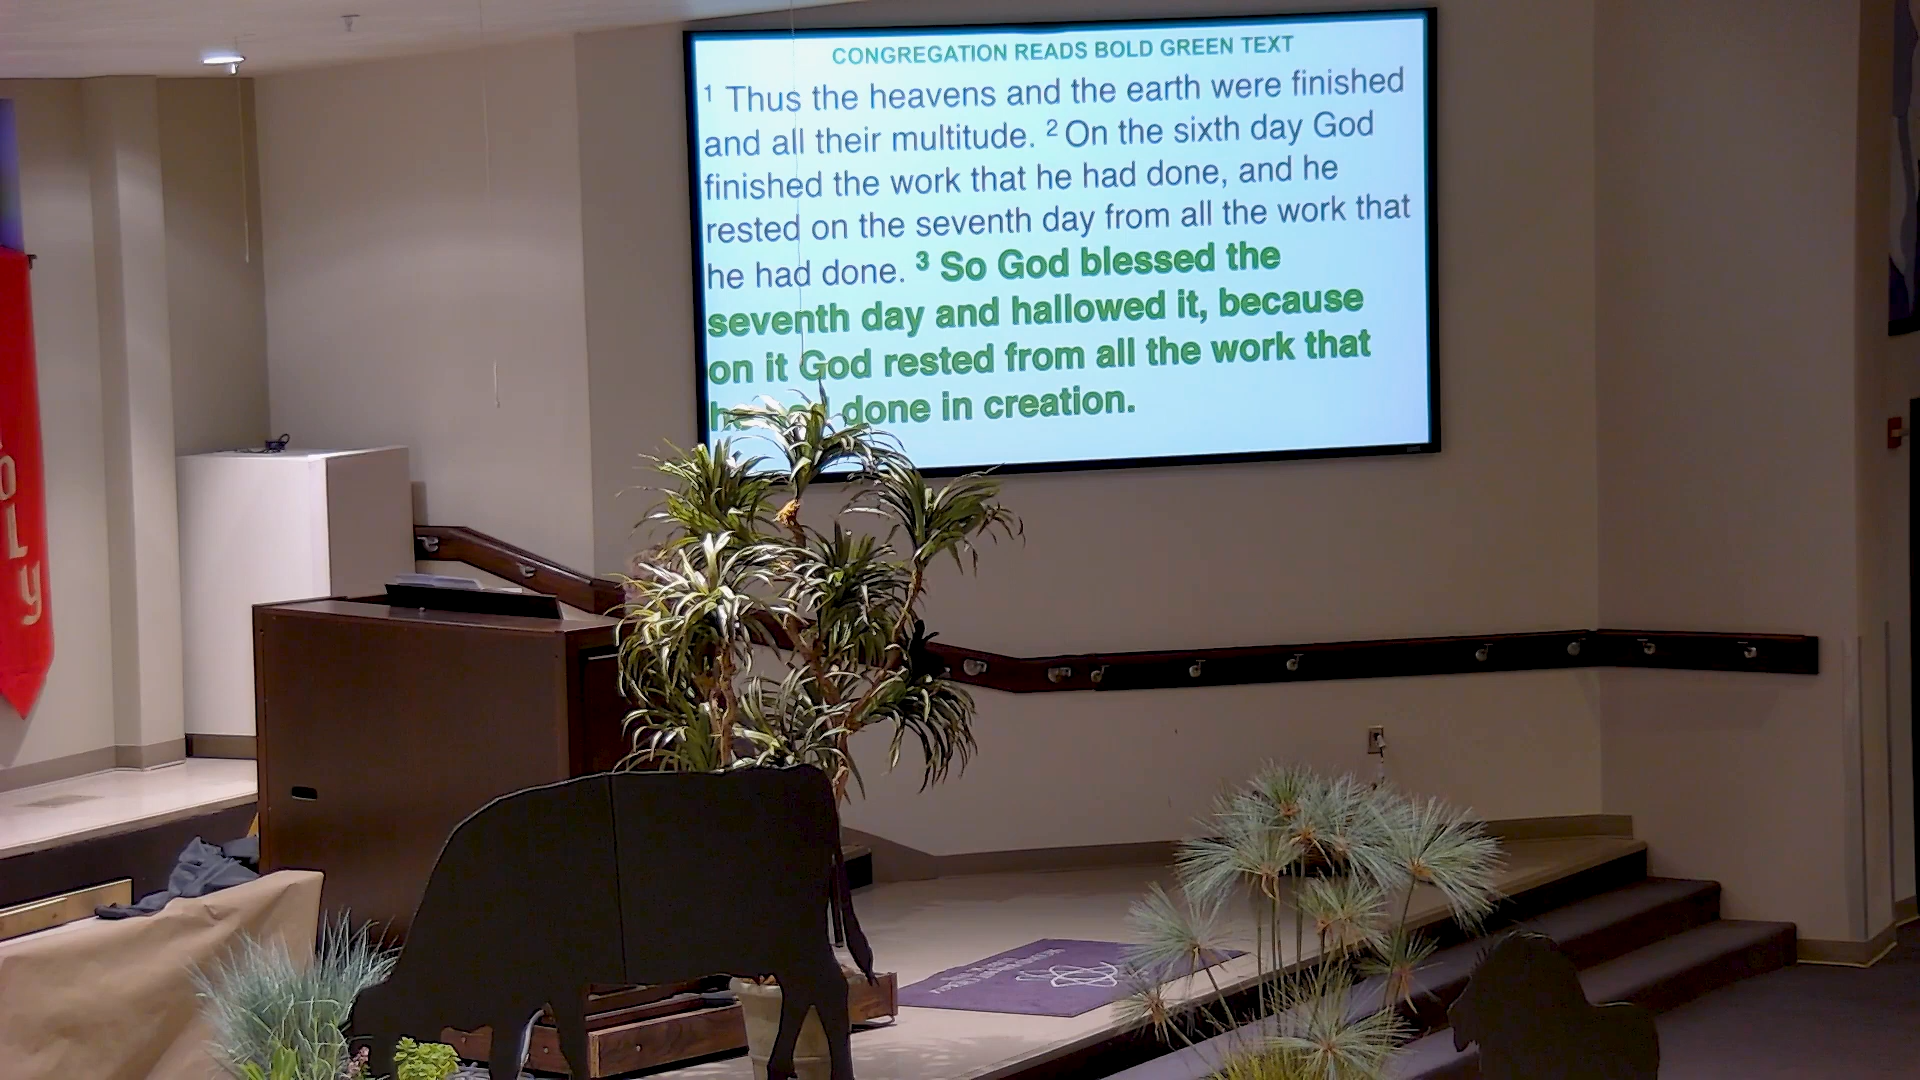 CONGREGATION READS BOLD GREEN TEXT
1 Thus the heavens and the earth were finished
and all their multitude. 2 On the sixth day God
finished the work that he had done, and he
rested on the seventh day from all the work that
he had done. 3 So God blessed the
seventh day and hallowed it, because
on it God rested from all the work that
done in creation.
oly